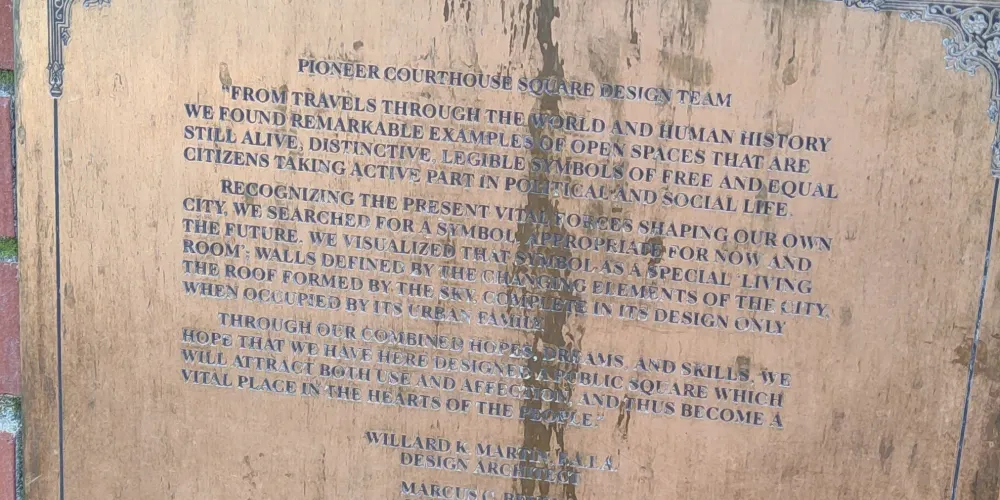 PIONEER COURTHOUSE SQUARE DESIGN TEAM
"FROM TRAVELS THROUGH THE WORLD AND HUMAN HISTORY
WE FOUND REMARKABLE EXAMPLES OF OPEN SPACES THAT ARE
STILL ALIVE, DISTINCTIVE, LEGIBLE SYMBOLS OF FREE AND EQUAL
CITIZENS TAKING ACTIVE PART IN POLITICAL AND SOCIAL LIFE.
RECOGNIZING THE PRESENT VITAL FORCES SHAPING OUR OWN
CITY, WE SEARCHED FOR A SYMBOL APPROPRIATE FOR NOW AND
THE FUTURE. WE VISUALIZED THAT SYMBOL AS A SPECIAL 'LIVING
ROOM'; WALLS DEFINED BY THE CHANGING ELEMENTS OF THE CITY,
THE ROOF FORMED BY THE SKY, COMPLETE IN ITS DESIGN ONLY
WHEN OCCUPIED BY ITS URBAN FAMILY.
THROUGH OUR COMBINED HOPES, DREAMS, AND SKILLS, WE
HOPE THAT WE HAVE HERE DESIGNED A PUBLIC SQUARE WHICH
WILL ATTRACT BOTH USE AND AFFECTION, AND THUS BECOME A
VITAL PLACE IN THE HEARTS OF THE PEOPLE."
WILLARD K. MARTIN, F.A.I.A.
DESIGN ARCHITECT
MARCUS